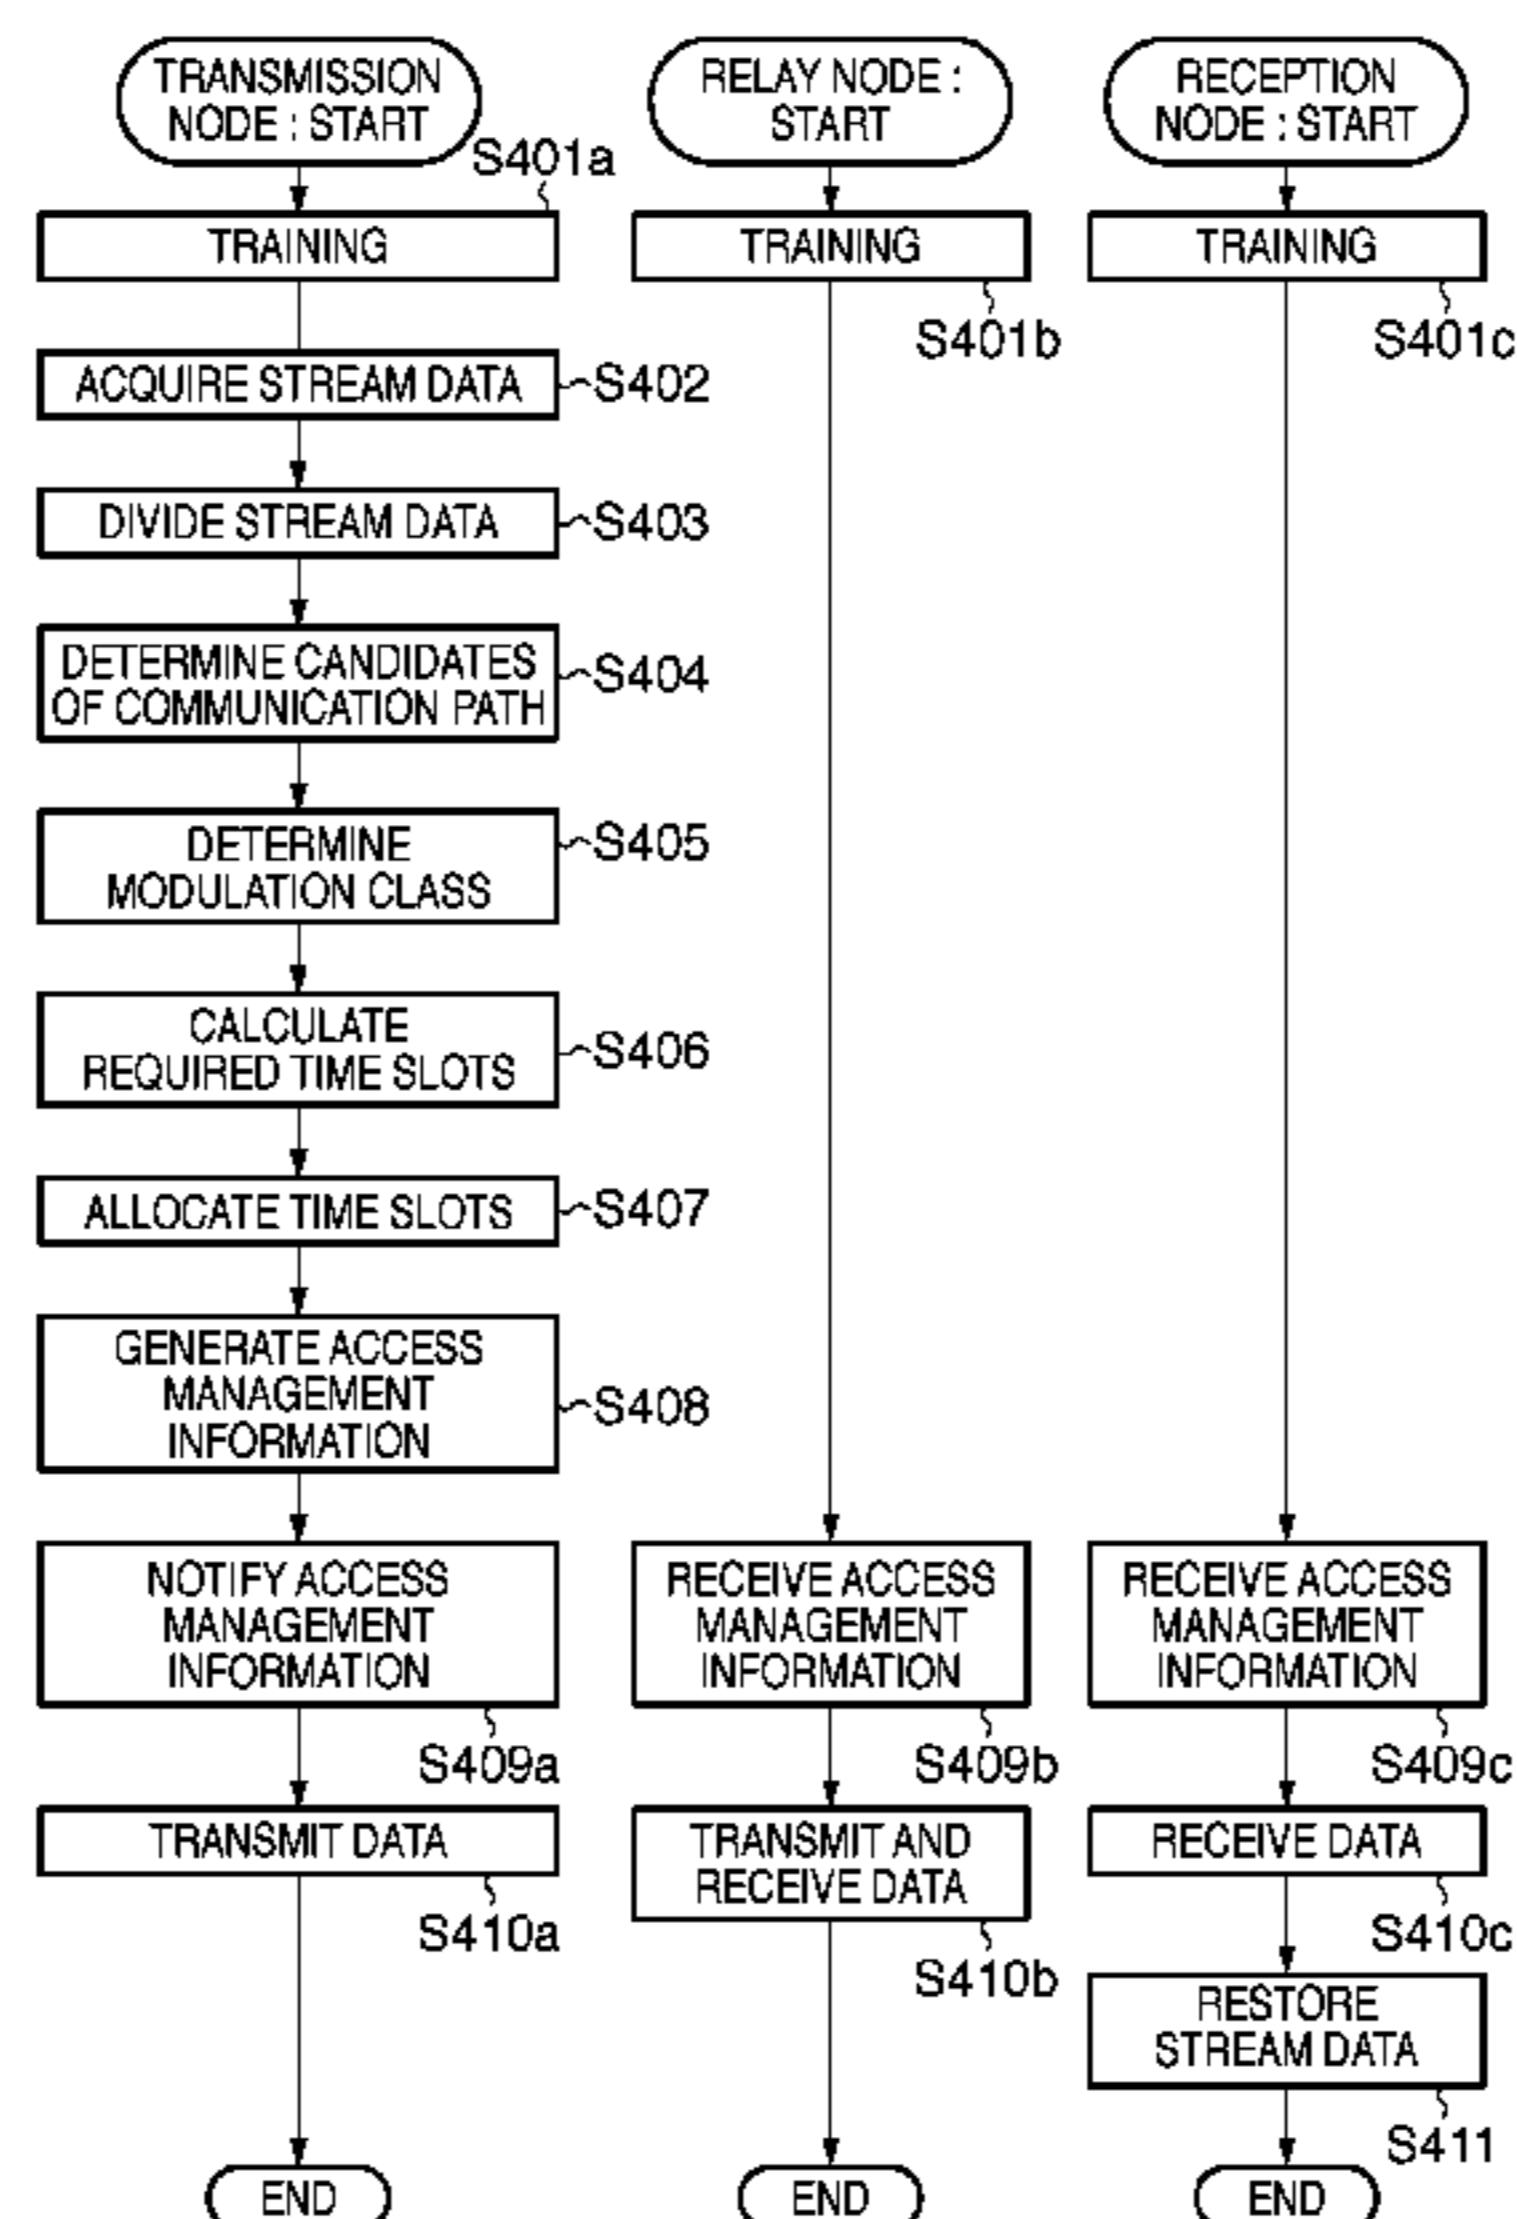 TRANSMISSION
NODE : START
S401a
TRAINING
ACQUIRE STREAM DATA
S402
DIVIDE STREAM DATA
S403
DETERMINE CANDIDATES
OF COMMUNICATION PATH
S404
DETERMINE
MODULATION CLASS
S405
CALCULATE
REQUIRED TIME SLOTS
S406
ALLOCATE TIME SLOTS
S407
GENERATE ACCESS
MANAGEMENT
INFORMATION
S408
NOTIFY ACCESS
MANAGEMENT
INFORMATION
S409a
TRANSMIT DATA
S410a
END
RELAY NODE :
START
TRAINING
S401b
RECEIVE ACCESS
MANAGEMENT
INFORMATION
S409b
TRANSMIT AND
RECEIVE DATA
S410b
END
RECEPTION
NODE : START
TRAINING
S401c
RECEIVE ACCESS
MANAGEMENT
INFORMATION
S409c
RECEIVE DATA
S410c
RESTORE
STREAM DATA
S411
END